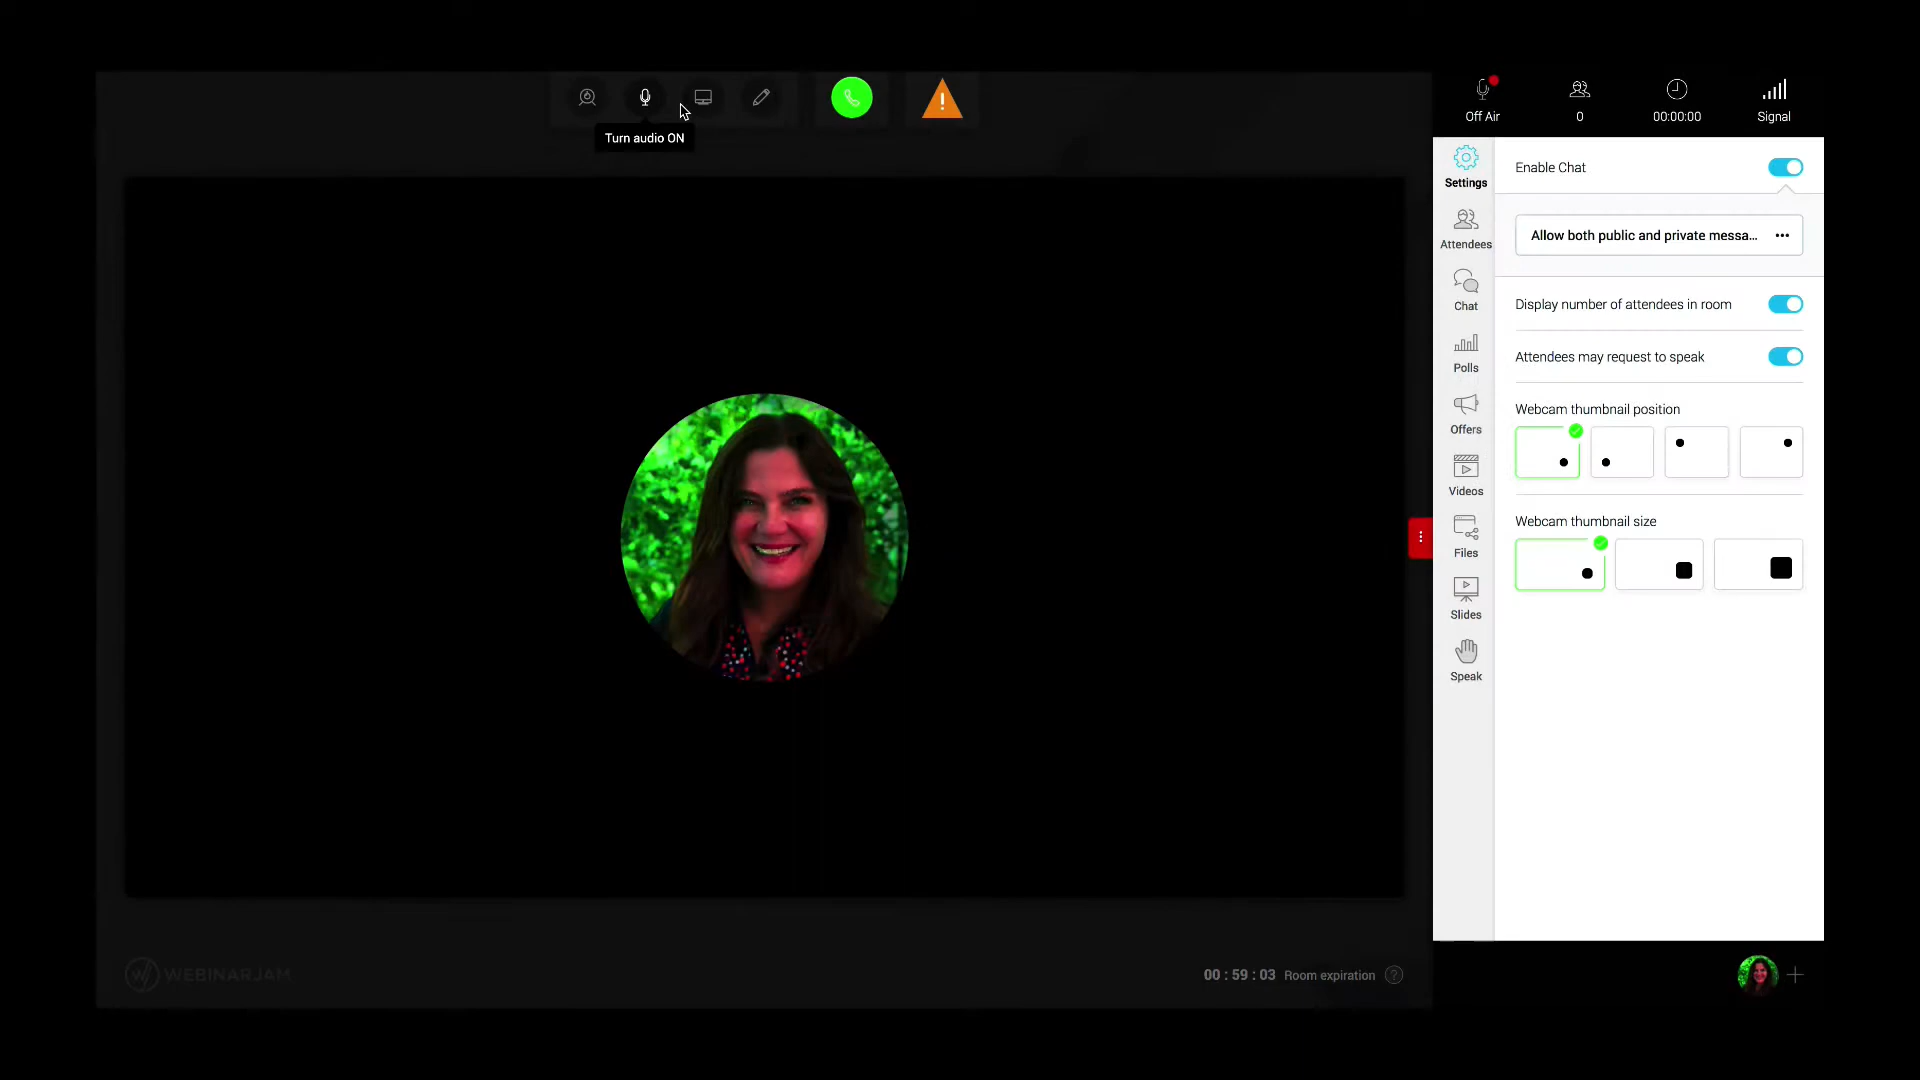 Turn audio ON
Off Air
0
00:00:00
Signal
Settings
Attendees
Chat
Polls
Offers
Videos
Files
Slides
Speak
Enable Chat
Allow both public and private messa...
Display number of attendees in room
Attendees may request to speak
Webcam thumbnail position
Webcam thumbnail size
WEBINARJAM
00 : 59 : 03 Room expiration ?